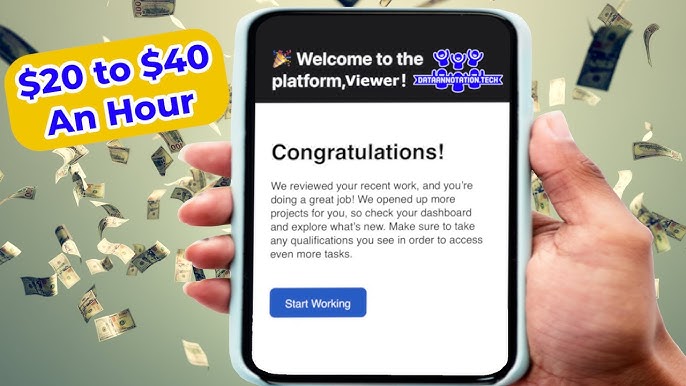 $20 to $40
An Hour
🎉 Welcome to the
platform,Viewer!
DATAANNOTATION.TECH
Congratulations!
We reviewed your recent work, and you're
doing a great job! We opened up more
projects for you, so check your dashboard
and explore what's new. Make sure to take
any qualifications you see in order to access
even more tasks.
Start Working